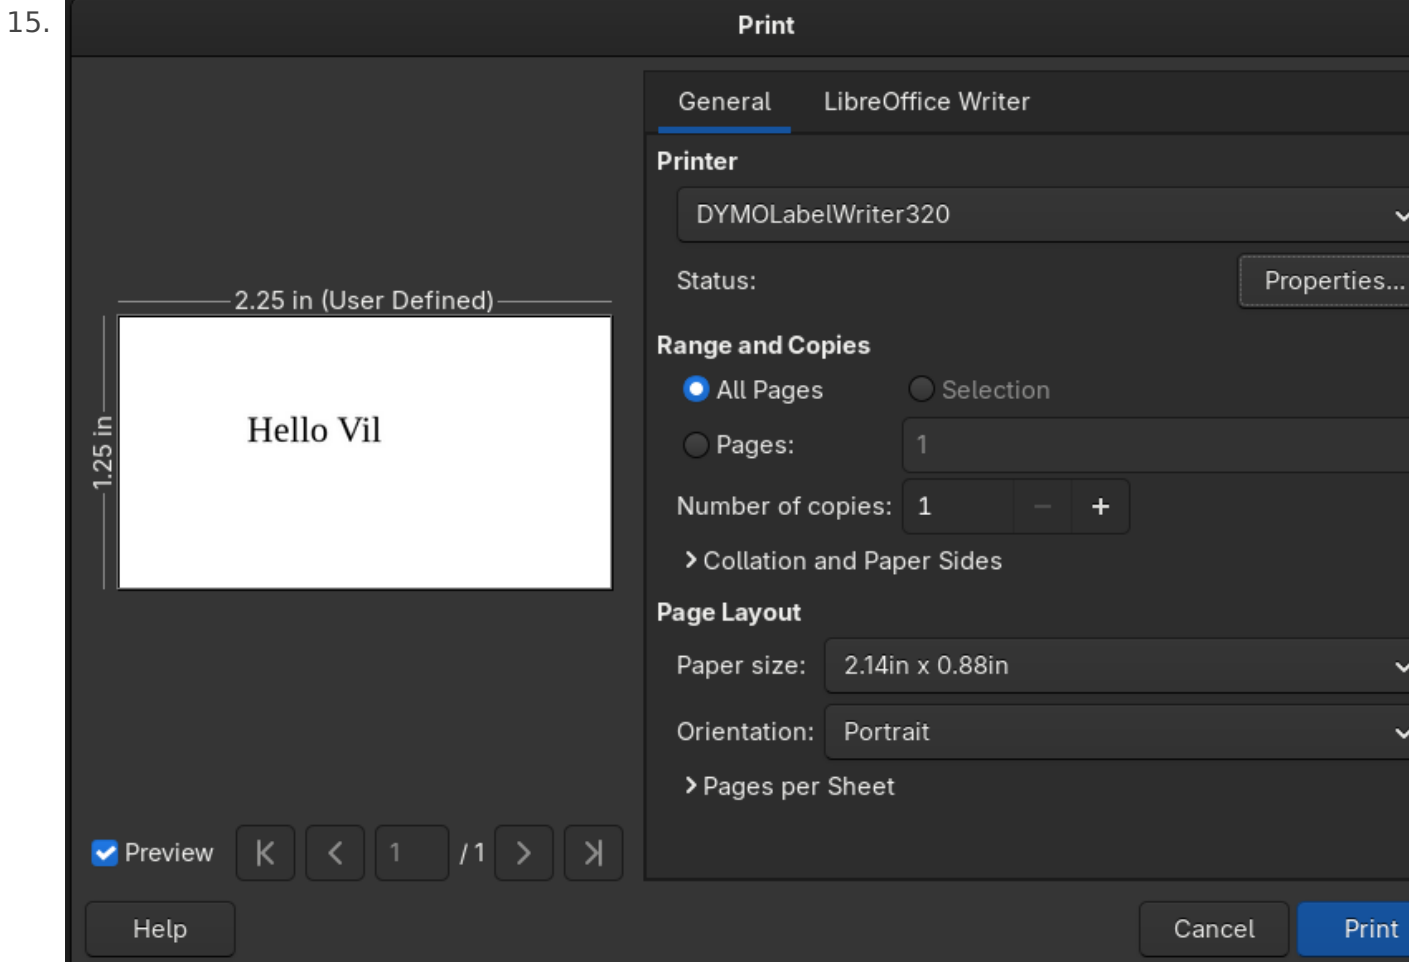 15.
Print
General LibreOffice Writer
Printer
DYMOLabelWriter320
Status: Properties...
2.25 in (User Defined)
1.25 in
Hello Vil
Range and Copies
All Pages Selection
Pages: 1
Number of copies: 1 − +
Collation and Paper Sides
Page Layout
Paper size: 2.14in x 0.88in
Orientation: Portrait
Pages per Sheet
Preview 1 / 1
Help Cancel Print